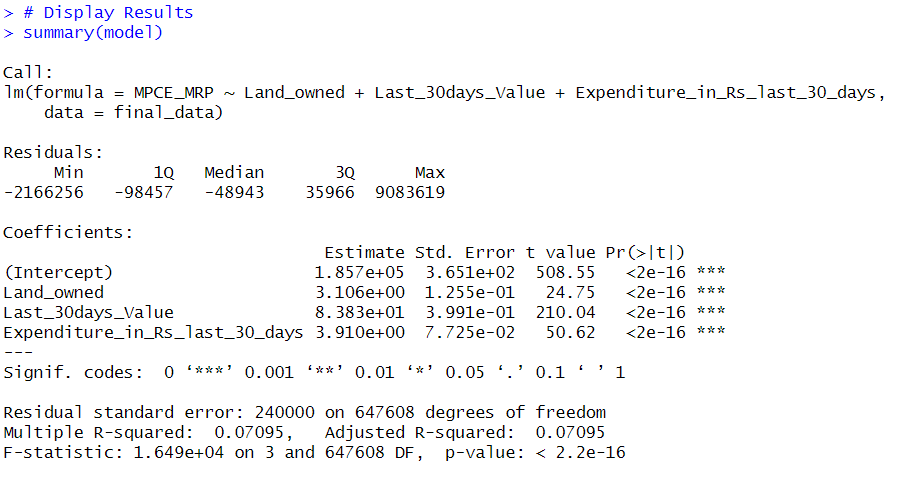 > # Display Results
> summary(model)
Call:
lm(formula = MPCE_MRP ~ Land_owned + Last_30days_Value + Expenditure_in_Rs_last_30_days,
    data = final_data)
Residuals:
     Min       1Q   Median       3Q      Max
-2166256   -98457   -48943    35966  9083619
Coefficients:
                                Estimate Std. Error t value Pr(>|t|)
(Intercept)                    1.857e+05  3.651e+02  508.55   <2e-16 ***
Land_owned                     3.106e+00  1.255e-01   24.75   <2e-16 ***
Last_30days_Value              8.383e+01  3.991e-01  210.04   <2e-16 ***
Expenditure_in_Rs_last_30_days 3.910e+00  7.725e-02   50.62   <2e-16 ***
---
Signif. codes:  0 ‘***’ 0.001 ‘**’ 0.01 ‘*’ 0.05 ‘.’ 0.1 ‘ ’ 1
Residual standard error: 240000 on 647608 degrees of freedom
Multiple R-squared:  0.07095,	Adjusted R-squared:  0.07095
F-statistic: 1.649e+04 on 3 and 647608 DF,  p-value: < 2.2e-16